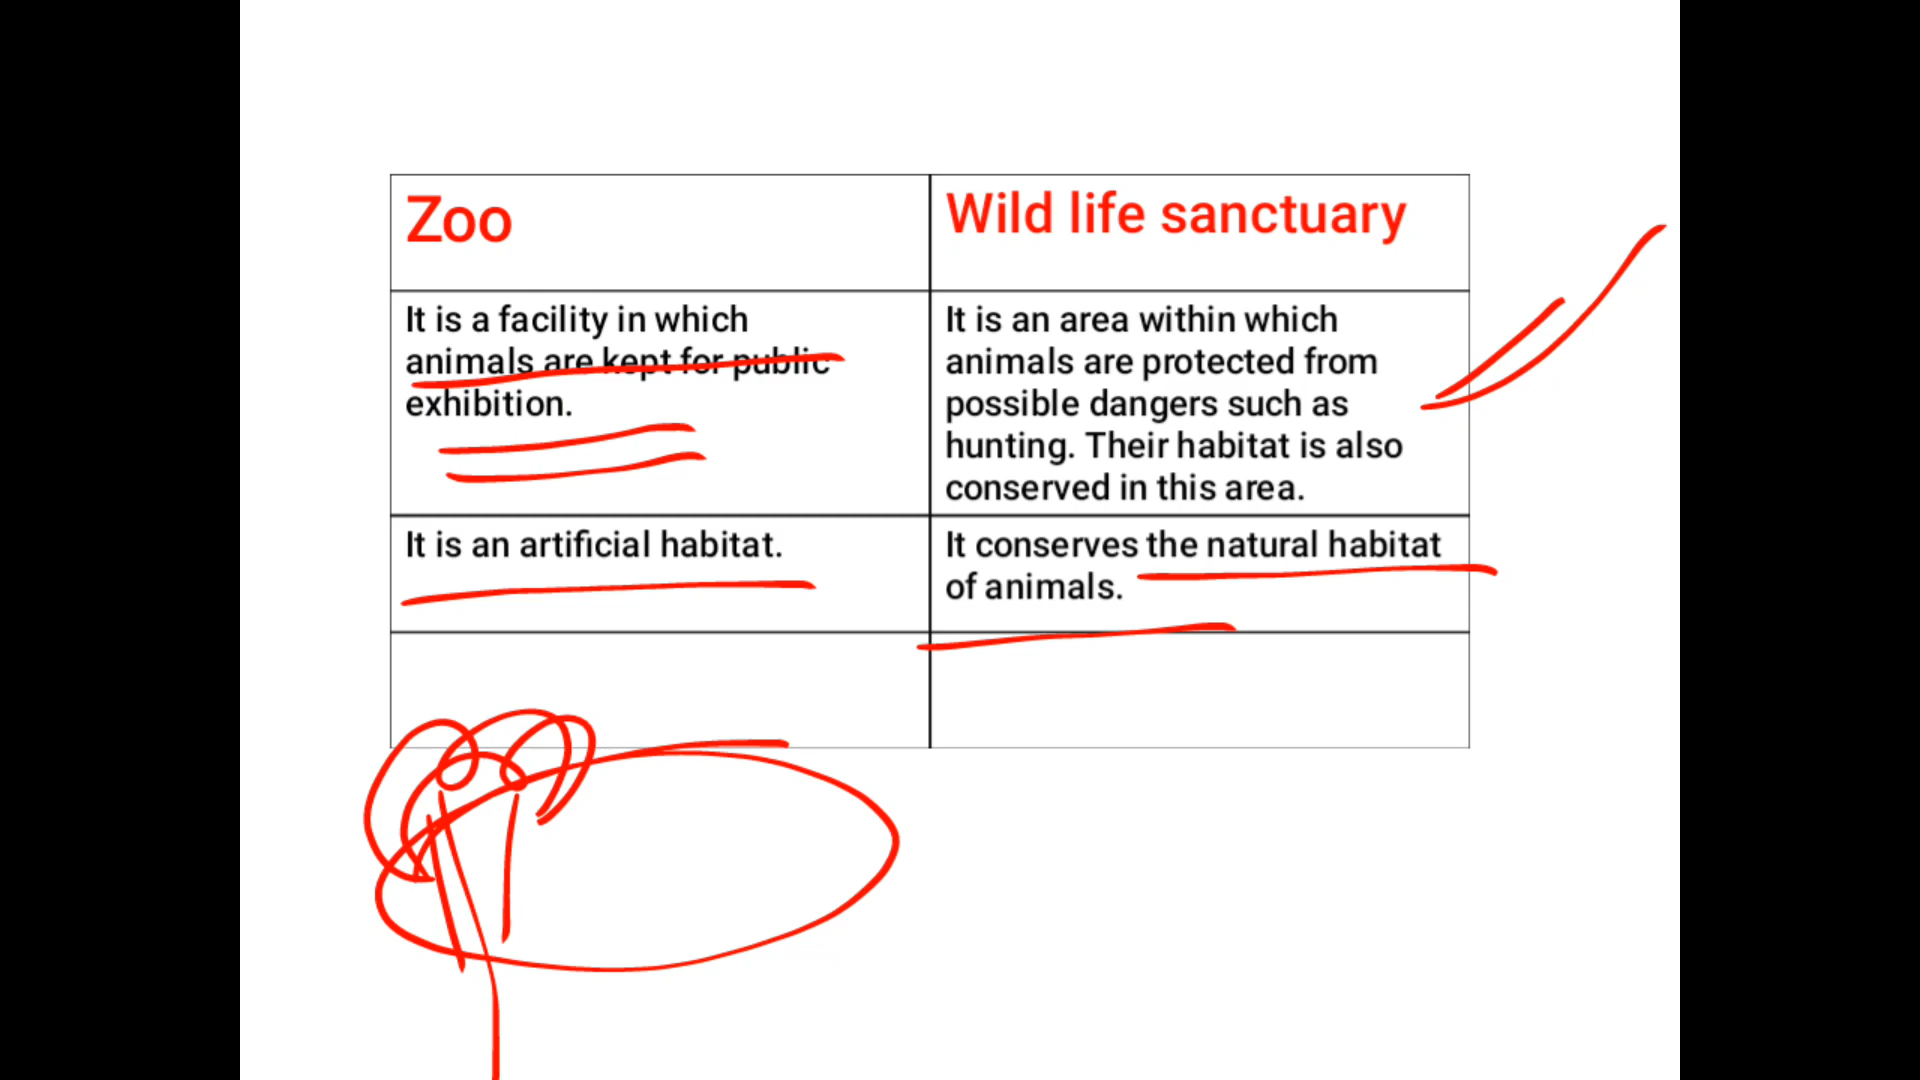 Zoo
Wild life sanctuary
It is a facility in which
animals are kept for public
exhibition.
It is an area within which
animals are protected from
possible dangers such as
hunting. Their habitat is also
conserved in this area.
It is an artificial habitat.
It conserves the natural habitat
of animals.